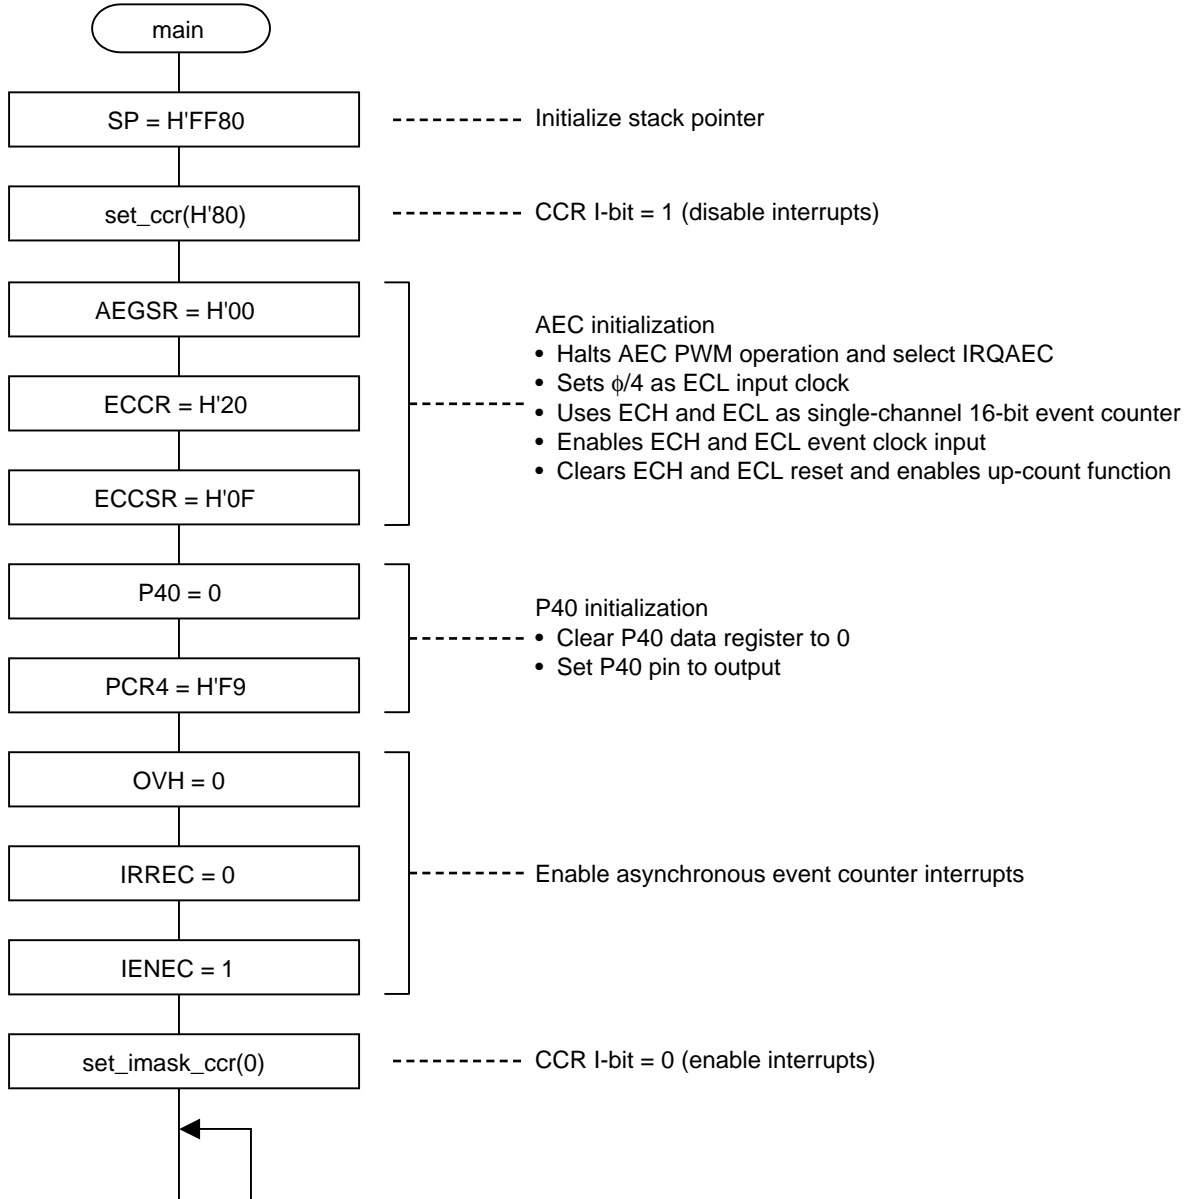 main
SP = H'FF80
Initialize stack pointer
set_ccr(H'80)
CCR I-bit = 1 (disable interrupts)
AEGSR = H'00
ECCR = H'20
ECCSR = H'0F
AEC initialization
• Halts AEC PWM operation and select IRQAEC
• Sets ϕ/4 as ECL input clock
• Uses ECH and ECL as single-channel 16-bit event counter
• Enables ECH and ECL event clock input
• Clears ECH and ECL reset and enables up-count function
P40 = 0
PCR4 = H'F9
P40 initialization
• Clear P40 data register to 0
• Set P40 pin to output
OVH = 0
IRREC = 0
IENEC = 1
Enable asynchronous event counter interrupts
set_imask_ccr(0)
CCR I-bit = 0 (enable interrupts)